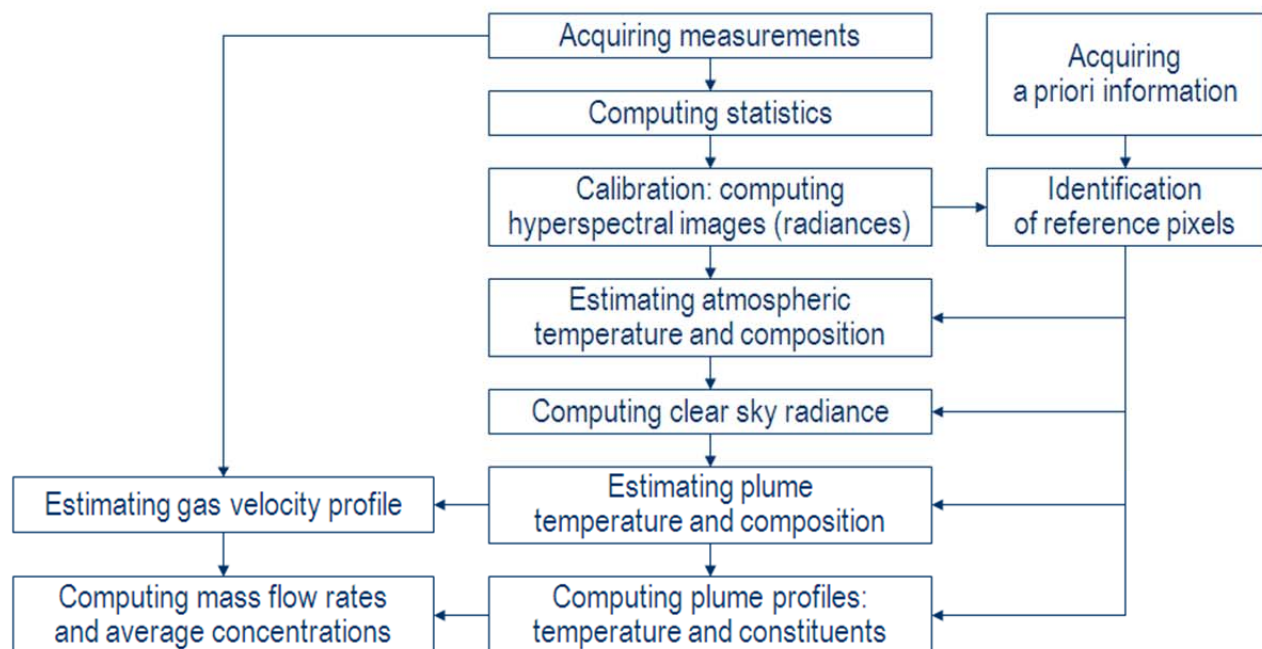 Acquiring measurements
Acquiring
a priori information
Computing statistics
Calibration: computing
hyperspectral images (radiances)
Identification
of reference pixels
Estimating atmospheric
temperature and composition
Computing clear sky radiance
Estimating gas velocity profile
Estimating plume
temperature and composition
Computing mass flow rates
and average concentrations
Computing plume profiles:
temperature and constituents